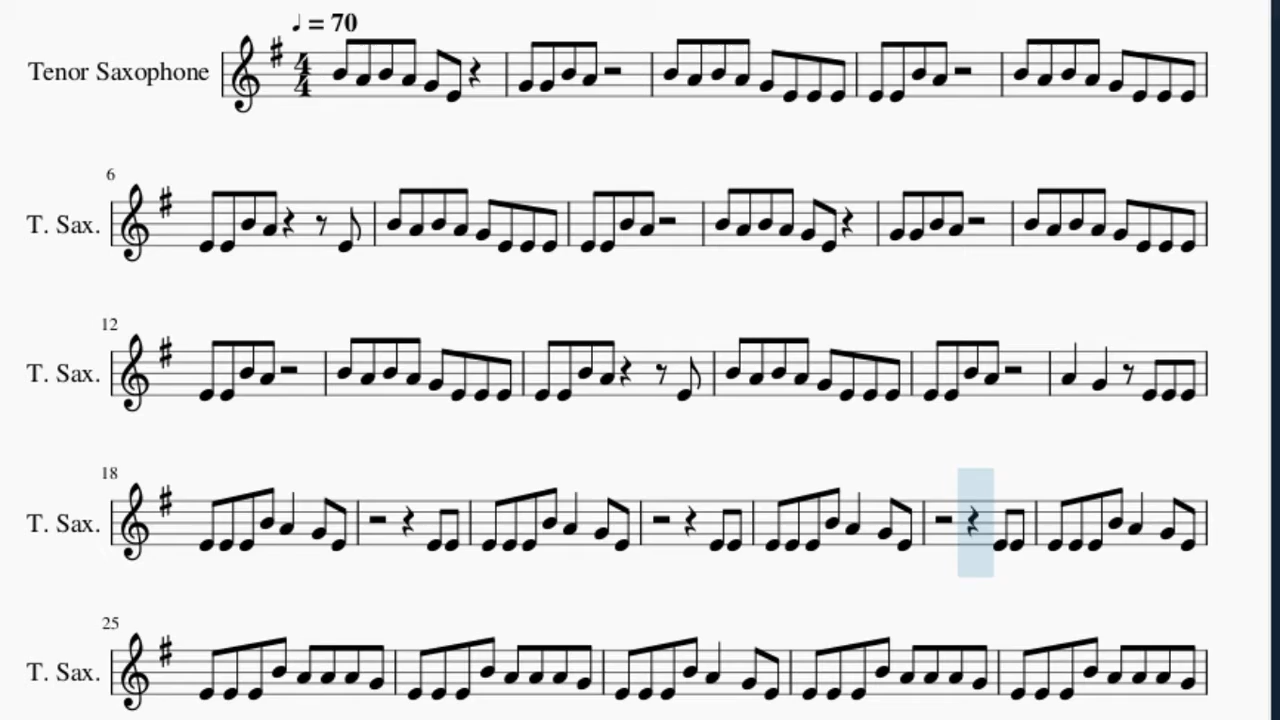 ♩ = 70
Tenor Saxophone
4
4
6
T. Sax.
12
T. Sax.
18
T. Sax.
25
T. Sax.